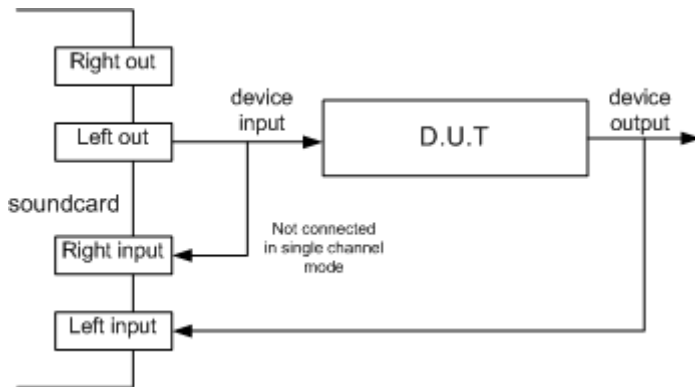 Right out
device
input
device
output
Left out
D.U.T
soundcard
Not connected
in single channel
mode
Right input
Left input